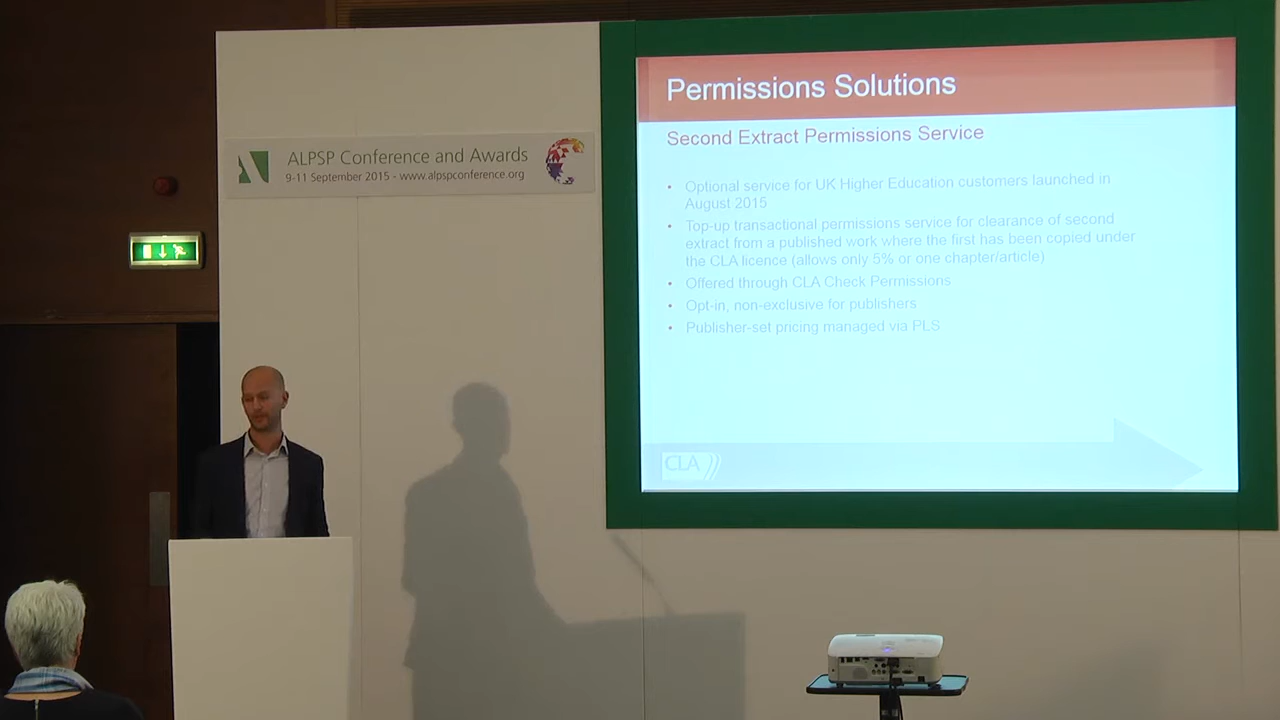 ALPSP Conference and Awards
9-11 September 2015 - www.alpspconference.org
Permissions Solutions
Second Extract Permissions Service
• Optional service for UK Higher Education customers launched in
August 2015
• Top-up transactional permissions service for clearance of second
extract from a published work where the first has been copied under
the CLA licence (allows only 5% or one chapter/article)
• Offered through CLA Check Permissions
• Opt-in, non-exclusive for publishers
• Publisher-set pricing managed via PLS
CLA